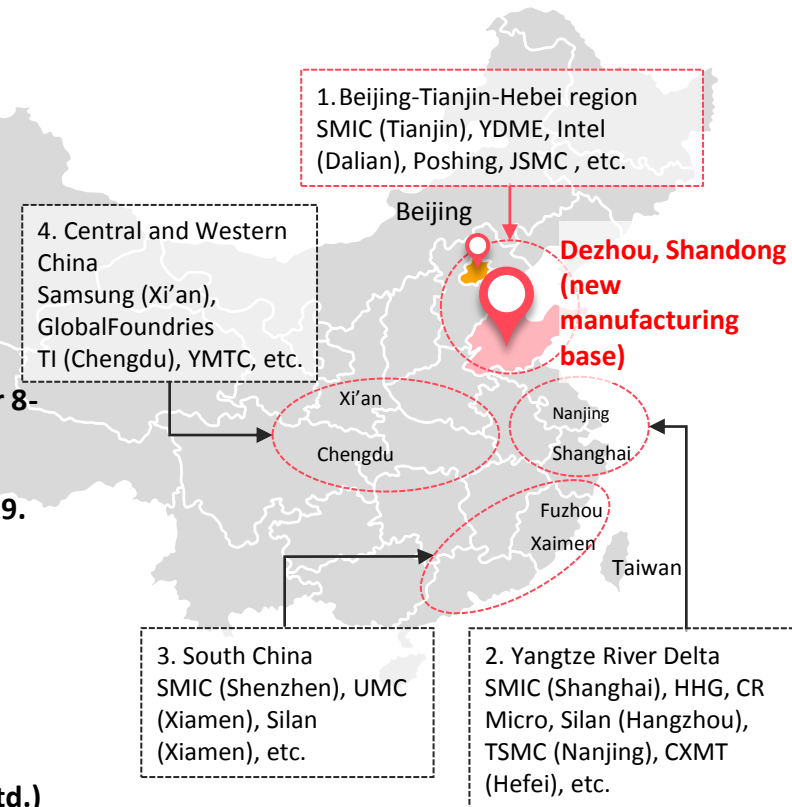 1.Beijing-Tianjin-Hebei region
SMIC (Tianjin), YDME, Intel
(Dalian), Poshing, JSMC , etc.
Beijing
4. Central and Western
China
Samsung (Xi'an),
GlobalFoundries
TI (Chengdu), YMTC, etc.
Dezhou, Shandong
(new
manufacturing
base)
r 8-
Xi'an
Nanjing
Chengdu
Shanghai
9.
Fuzhou
Xaimen
Taiwan
3. South China
SMIC (Shenzhen), UMC
(Xiamen), Silan
(Xiamen), etc.
2. Yangtze River Delta
SMIC (Shanghai), HHG, CR
Micro, Silan (Hangzhou),
TSMC (Nanjing), CXMT
(Hefei), etc.
td.)